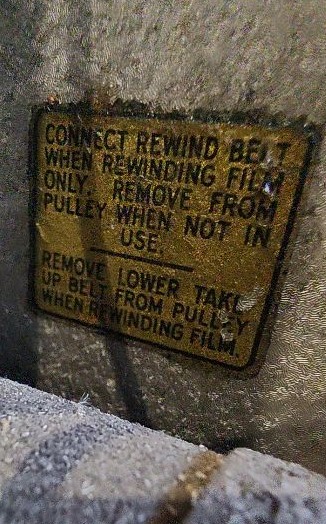 CONNECT REWIND BELT
WHEN REWINDING FILM
ONLY. REMOVE FROM
PULLEY WHEN NOT IN
USE.
REMOVE LOWER TAKE
UP BELT FROM PULLEY
WHEN REWINDING FILM.